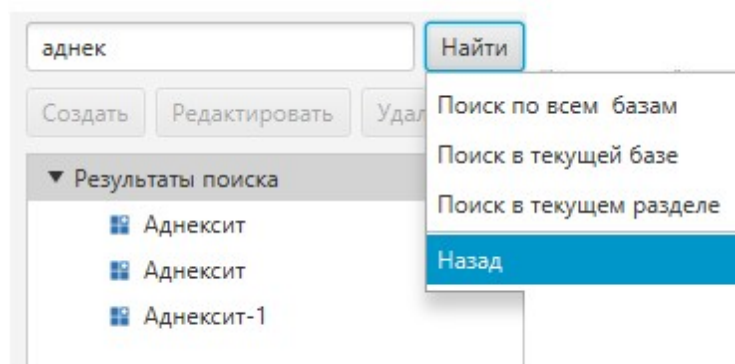 аднек
Найти
Создать
Редактировать
Поиск по всем  базам
Поиск в текущей базе
Поиск в текущем разделе
Назад
Результаты поиска
Аднексит
Аднексит
Аднексит-1